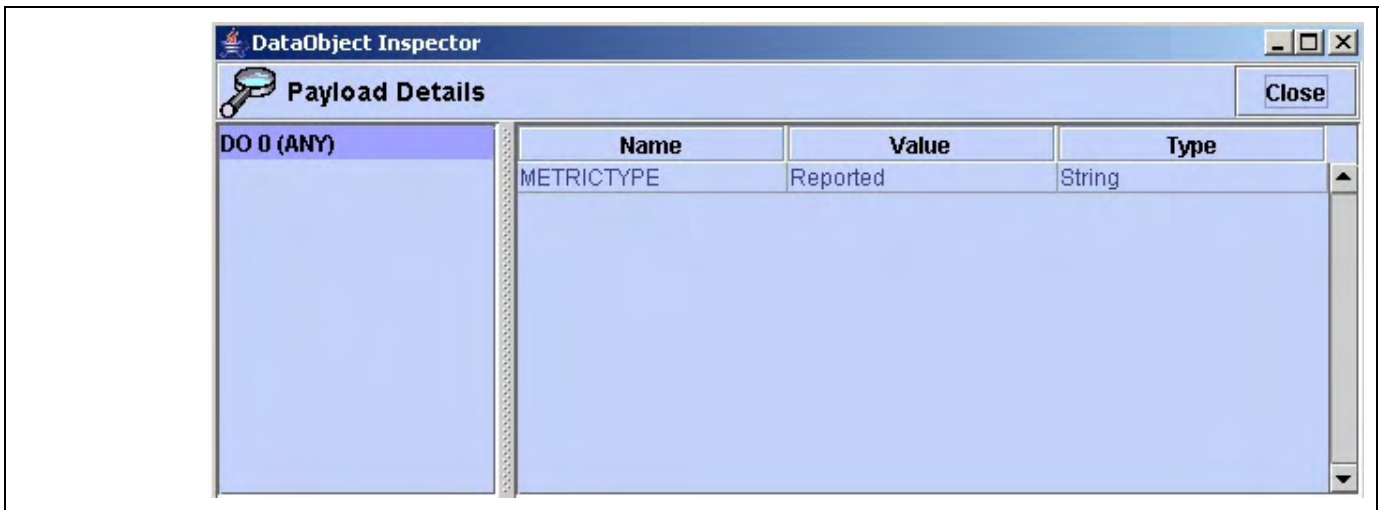 DataObject Inspector
Payload Details
Close
DO 0 (ANY)
Name Value Type
METRICTYPE Reported String